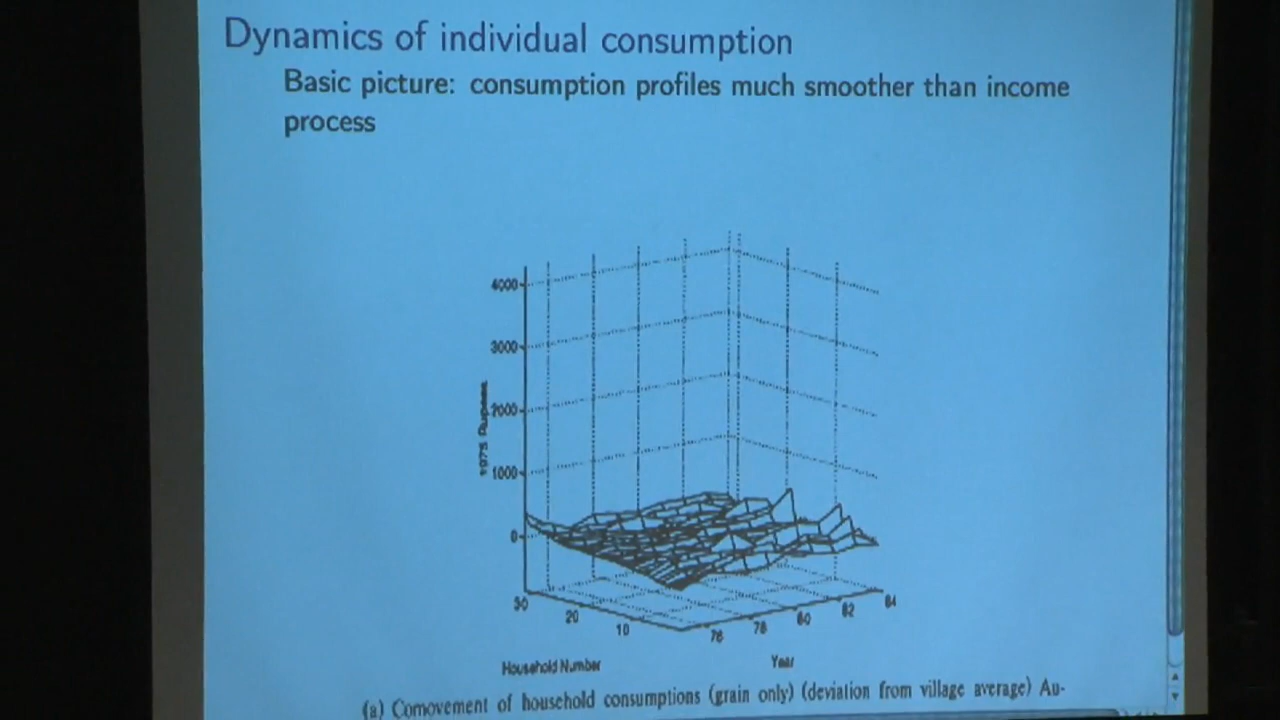 Dynamics of individual consumption
Basic picture: consumption profiles much smoother than income
process
4000
3000
2000
1000
0
1975 Rupees
30
20
10
76
78
80
82
84
Household Number
Year
(a) Comovement of household consumptions (grain only) (deviation from village average) Au-